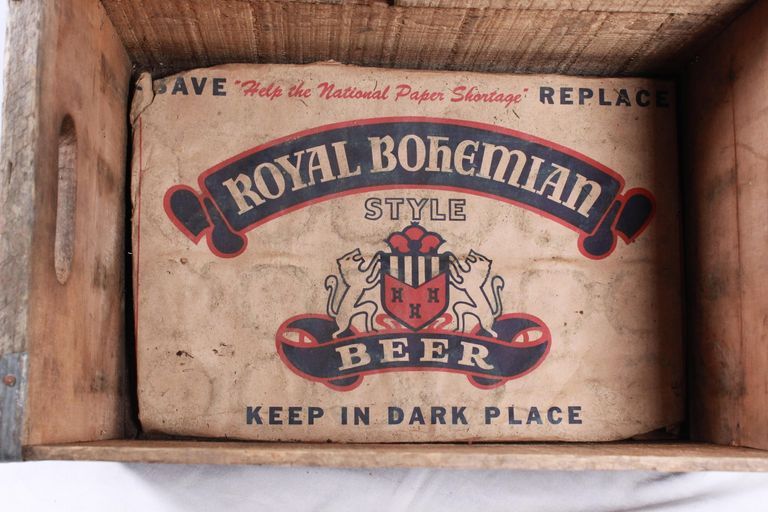 SAVE "Help the National Paper Shortage" REPLACE
ROYAL BOHEMIAN
STYLE
H H
H
BEER
KEEP IN DARK PLACE